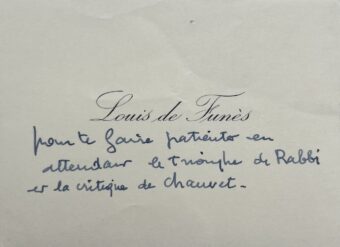 Louis de Funès
pour te faire patienter en
attendant le triomphe de Rabbi
et la critique de Chauvet.